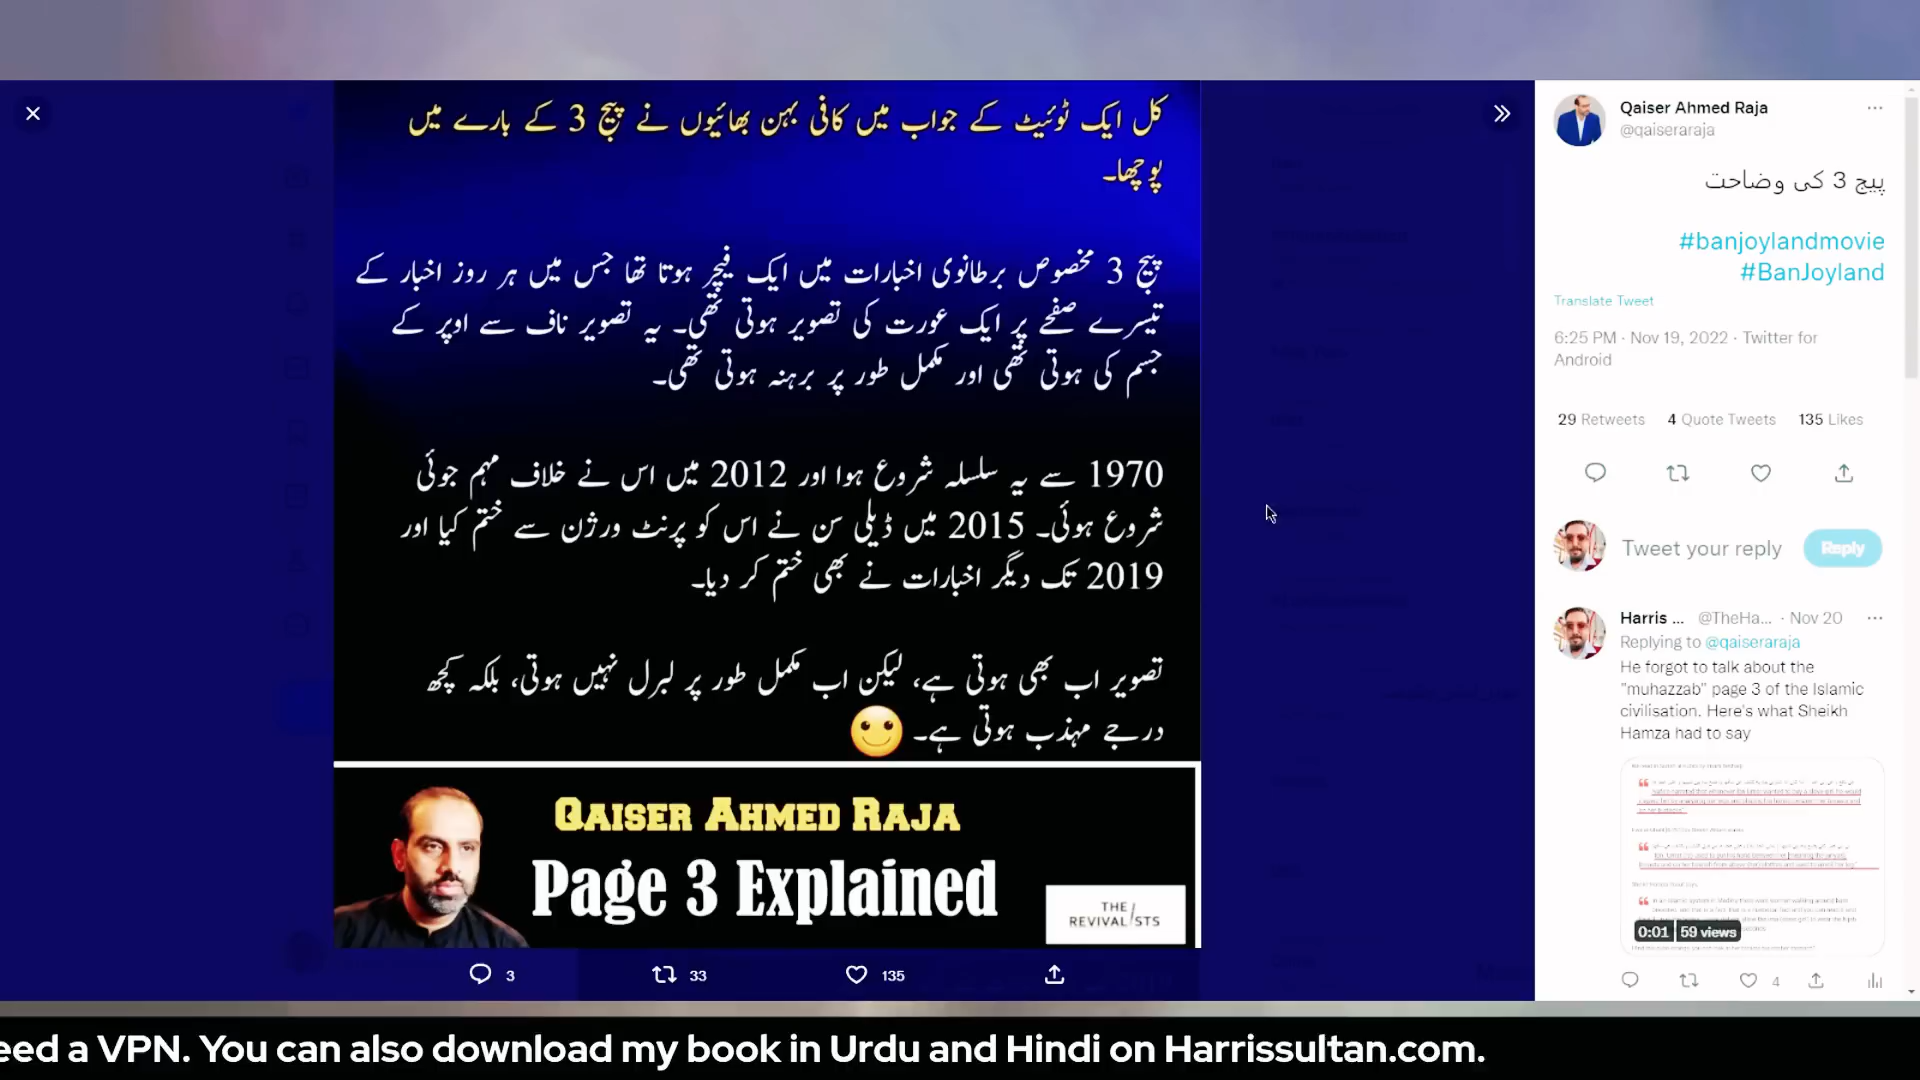 کل ایک ٹوئیٹ کے جواب میں کافی بہن بھائیوں نے پیج 3 کے بارے میں
پوچھا۔
پیج 3 مخصوص برطانوی اخبارات میں ایک فیچر ہوتا تھا جس میں ہر روز اخبار کے
تیسرے صفحے پر ایک عورت کی تصویر ہوتی تھی۔ یہ تصویر ناف سے اوپر کے
جسم کی ہوتی تھی اور مکمل طور پر برہنہ ہوتی تھی۔
1970 سے یہ سلسلہ شروع ہوا اور 2012 میں اس نے خلاف مہم جوئی
شروع ہوئی۔ 2015 میں ڈیلی سن نے اس کو پرنٹ ورژن سے ختم کیا اور
2019 تک دیگر اخبارات نے بھی ختم کر دیا۔
تصویر اب بھی ہوتی ہے، لیکن اب مکمل طور پر لبرل نہیں ہوتی، بلکہ کچھ
درجے مہذب ہوتی ہے۔ 🙂
QAISER AHMED RAJA
Page 3 Explained
THE
REVIVAL/STS
3
33
135
Qaiser Ahmed Raja
@qaiseraraja
پیج 3 کی وضاحت
#banjoylandmovie
#BanJoyland
Translate Tweet
6:25 PM · Nov 19, 2022 · Twitter for
Android
29 Retweets 4 Quote Tweets 135 Likes
Tweet your reply
Reply
Harris ... @TheHa... · Nov 20
Replying to @qaiseraraja
He forgot to talk about the
"muhazzab" page 3 of the Islamic
civilisation. Here's what Sheikh
Hamza had to say
0:01 59 views
4
eed a VPN. You can also download my book in Urdu and Hindi on Harrissultan.com.